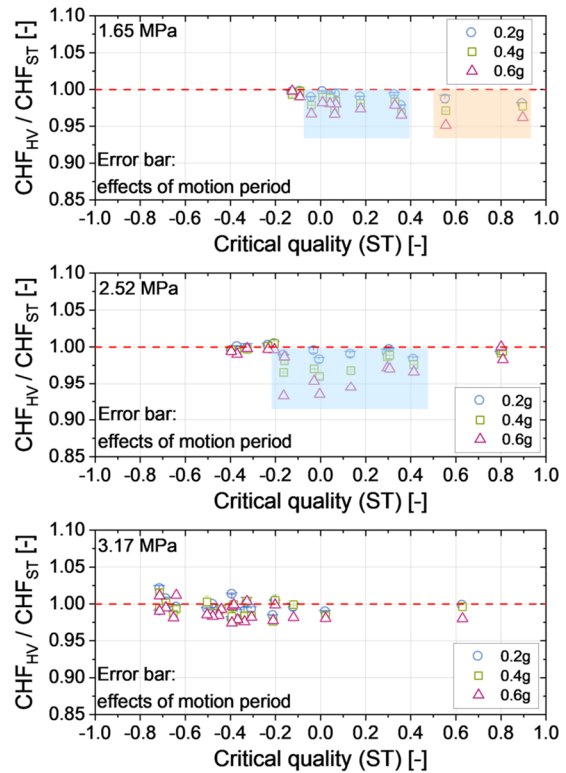 1.10
1.65 MPa
0.2g
0.4g
0.6g
1.05
1.00
0.95
0.90
0.85
CHF_HV / CHF_ST [-]
Error bar:
effects of motion period
-1.0 -0.8 -0.6 -0.4 -0.2 0.0 0.2 0.4 0.6 0.8 1.0
Critical quality (ST) [-]
1.10
2.52 MPa
1.05
1.00
0.95
0.90
0.85
CHF_HV / CHF_ST [-]
0.2g
0.4g
0.6g
Error bar:
effects of motion period
-1.0 -0.8 -0.6 -0.4 -0.2 0.0 0.2 0.4 0.6 0.8 1.0
Critical quality (ST) [-]
1.10
3.17 MPa
1.05
1.00
0.95
0.90
0.85
CHF_HV / CHF_ST [-]
0.2g
0.4g
0.6g
Error bar:
effects of motion period
-1.0 -0.8 -0.6 -0.4 -0.2 0.0 0.2 0.4 0.6 0.8 1.0
Critical quality (ST) [-]